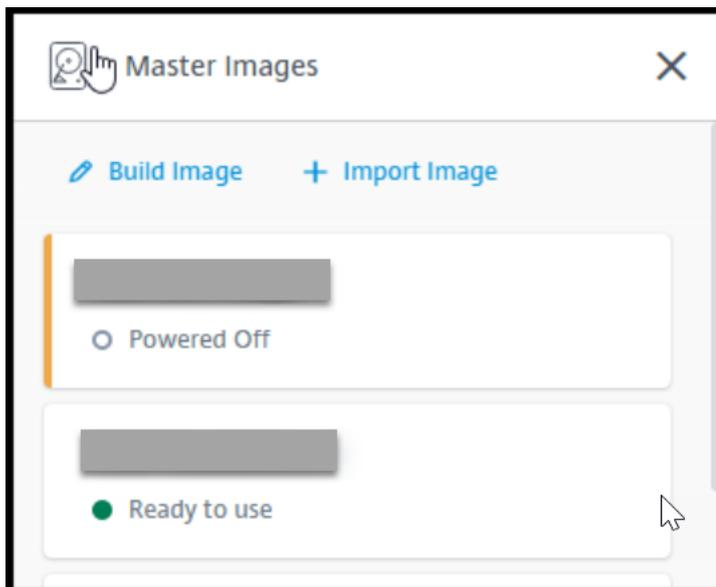 Master Images
Build Image
Import Image
Powered Off
Ready to use